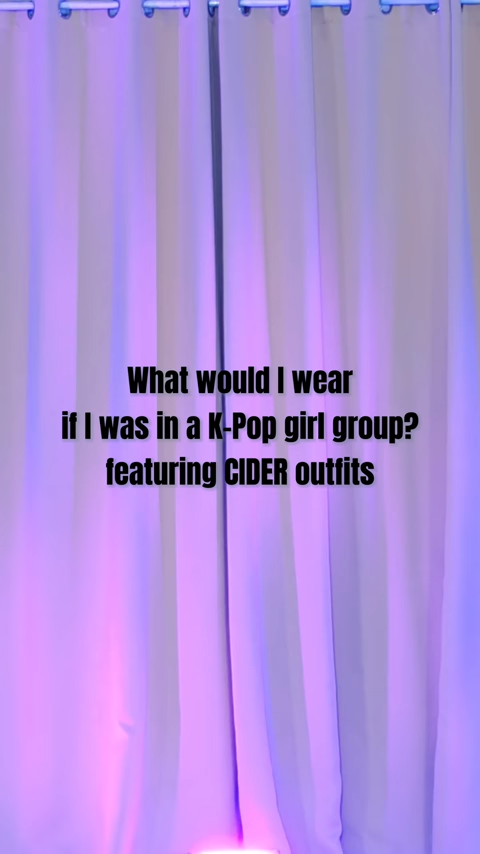 What would I wear
if I was in a K-Pop girl group?
featuring CIDER outfits